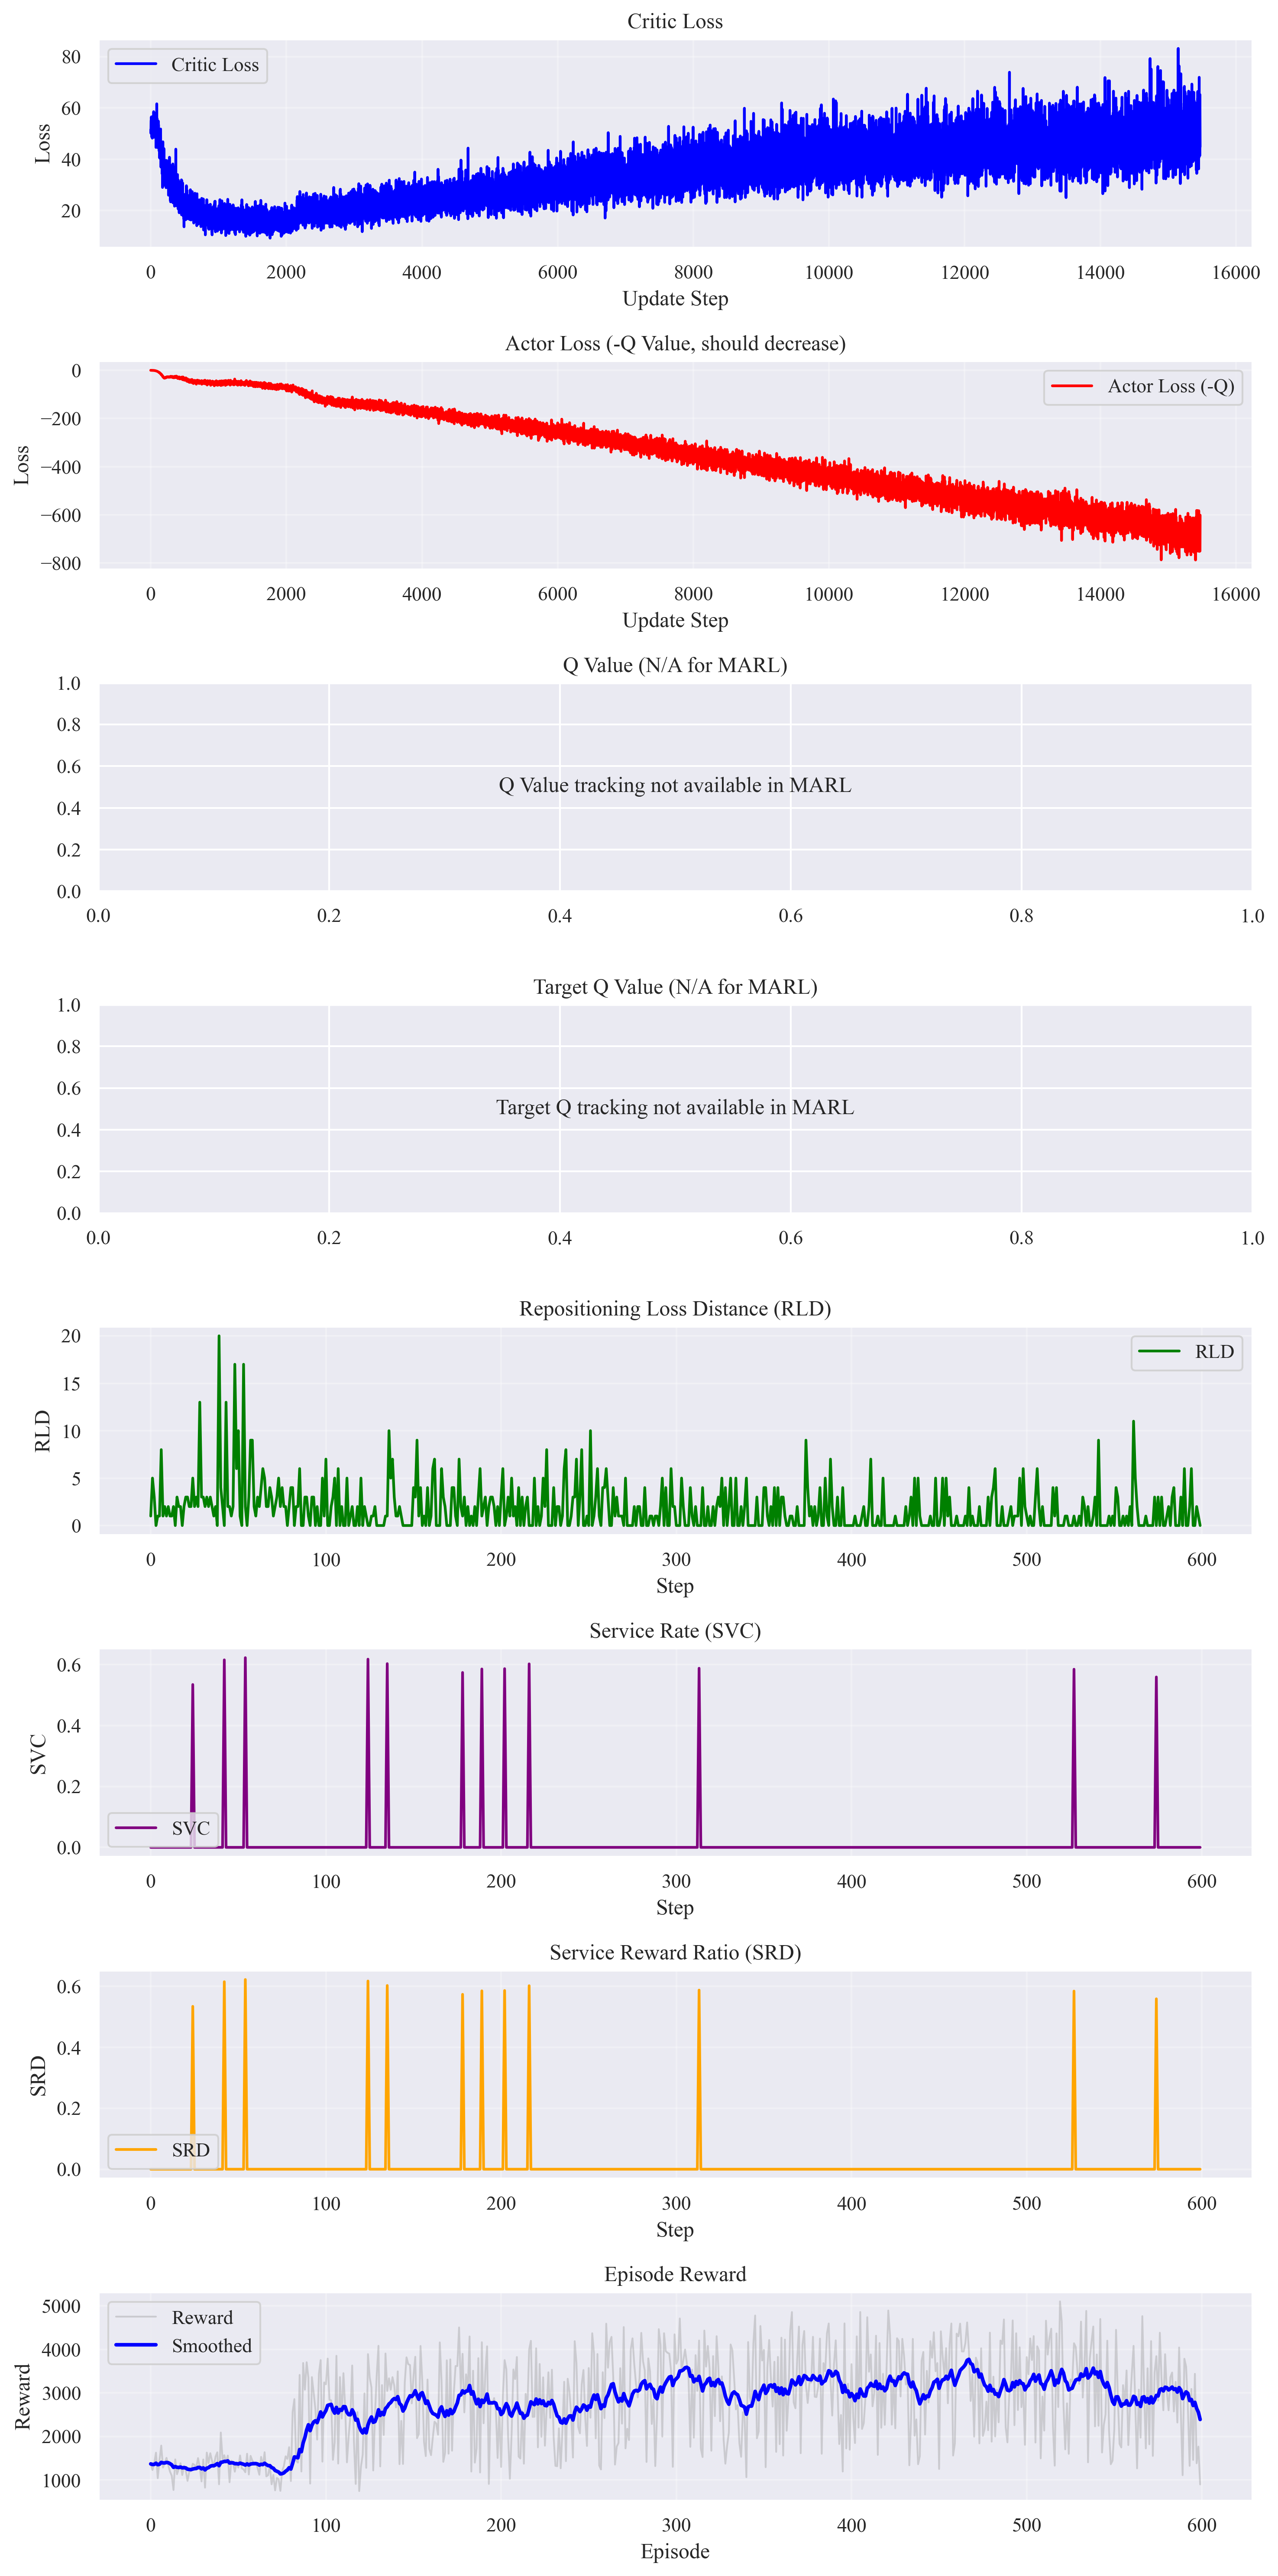 Critic Loss
80
60
40
20
Loss
Critic Loss
0 2000 4000 6000 8000 10000 12000 14000 16000
Update Step
Actor Loss (-Q Value, should decrease)
0
−200
−400
−600
−800
Loss
Actor Loss (-Q)
0 2000 4000 6000 8000 10000 12000 14000 16000
Update Step
Q Value (N/A for MARL)
1.0
0.8
0.6
0.4
0.2
0.0
Q Value tracking not available in MARL
0.0 0.2 0.4 0.6 0.8 1.0
Target Q Value (N/A for MARL)
1.0
0.8
0.6
0.4
0.2
0.0
Target Q tracking not available in MARL
0.0 0.2 0.4 0.6 0.8 1.0
Repositioning Loss Distance (RLD)
20
15
10
5
0
RLD
RLD
0 100 200 300 400 500 600
Step
Service Rate (SVC)
0.6
0.4
0.2
0.0
SVC
SVC
0 100 200 300 400 500 600
Step
Service Reward Ratio (SRD)
0.6
0.4
0.2
0.0
SRD
SRD
0 100 200 300 400 500 600
Step
Episode Reward
5000
4000
3000
2000
1000
Reward
Reward
Smoothed
0 100 200 300 400 500 600
Episode